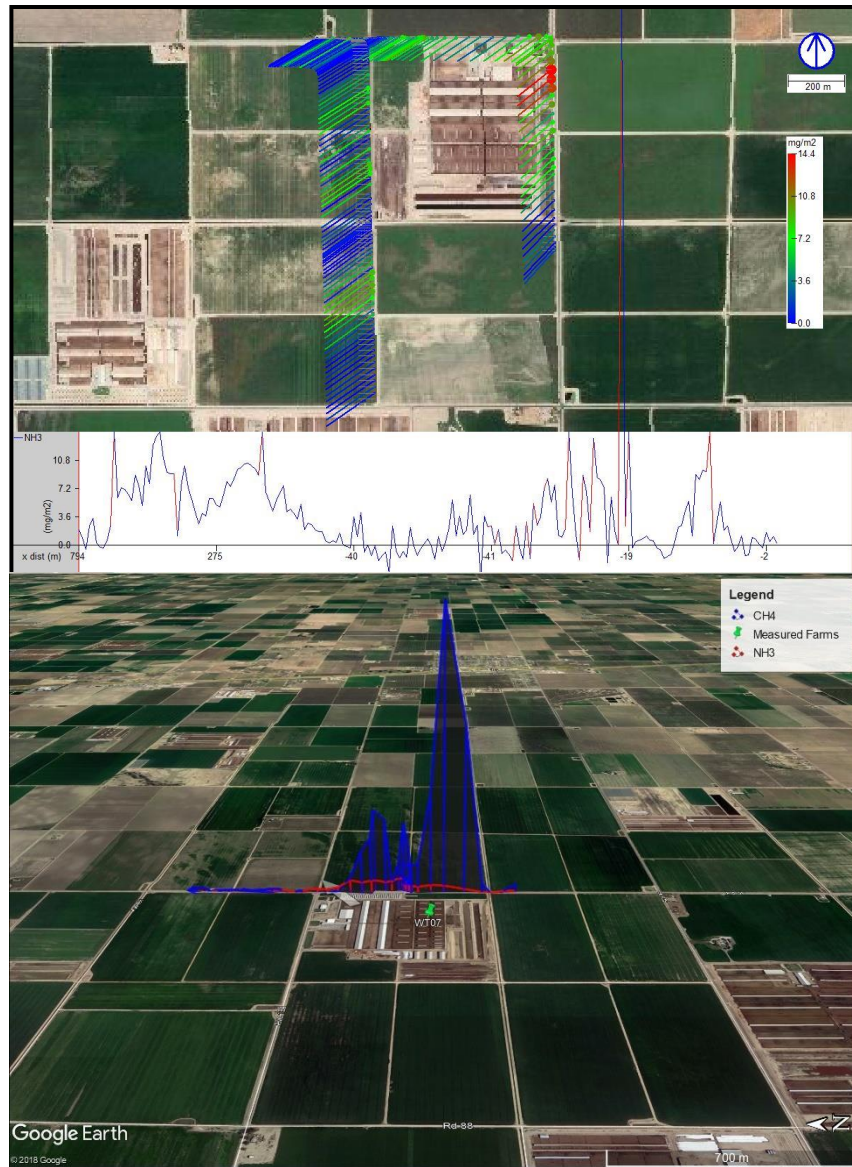 200 m
mg/m2
14.4
10.8
7.2
3.6
0.0
NH3
10.8
7.2
3.6
0.0
(mg/m2)
x dist (m)
794
275
-40
-41
-19
-2
Legend
CH4
Measured Farms
NH3
WT07
Google Earth
Rd 88
N
© 2018 Google
700 m